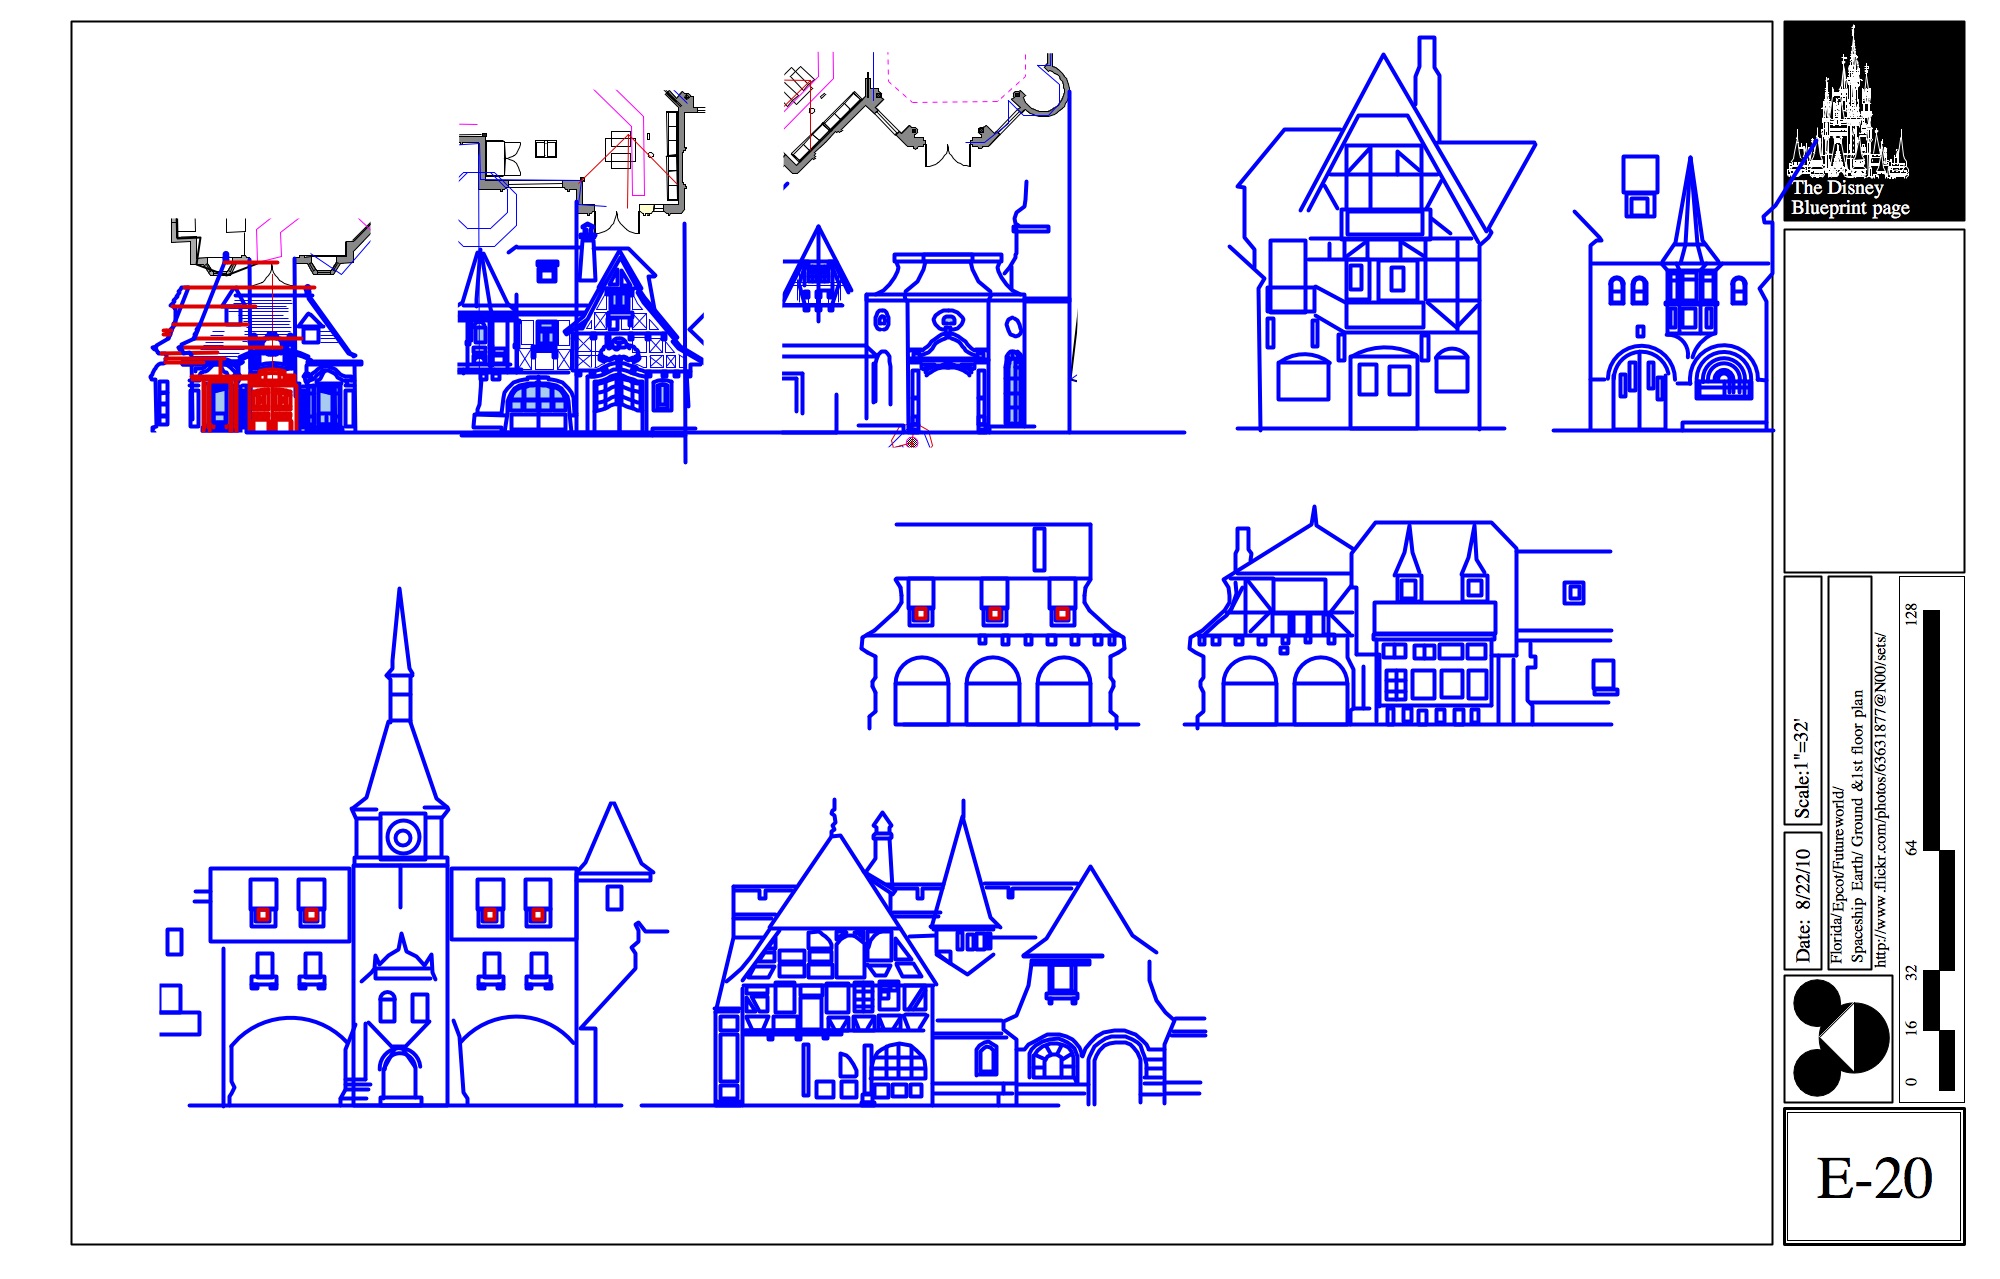 The Disney
Blueprint page
Scale:1"=32'
Date: 8/22/10
Florida/Epcot/Futureworld/
Spaceship Earth/ Ground &1st floor plan
http://www.flickr.com/photos/63631877@N00/sets/
128
64
32
16
0
E-20